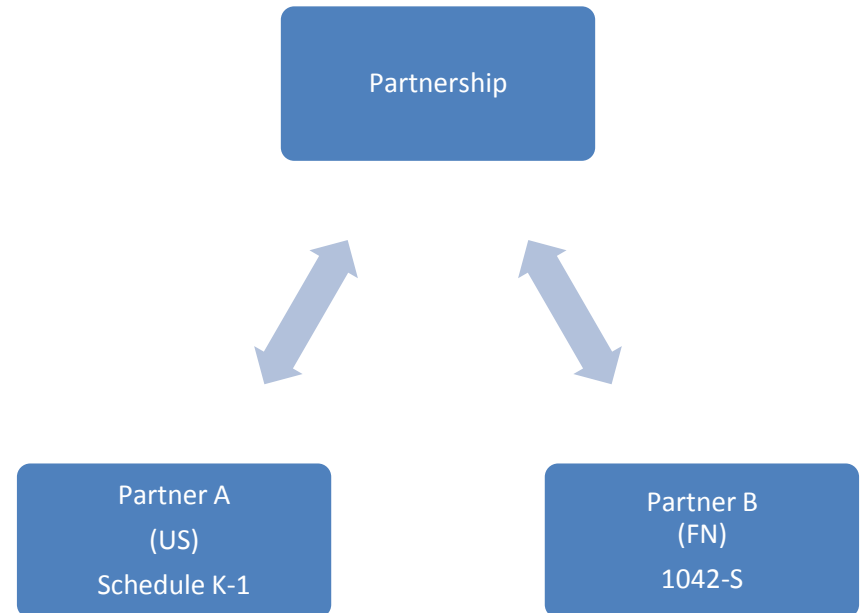 Partnership
Partner A
(US)
Schedule K-1
Partner B
(FN)
1042-S